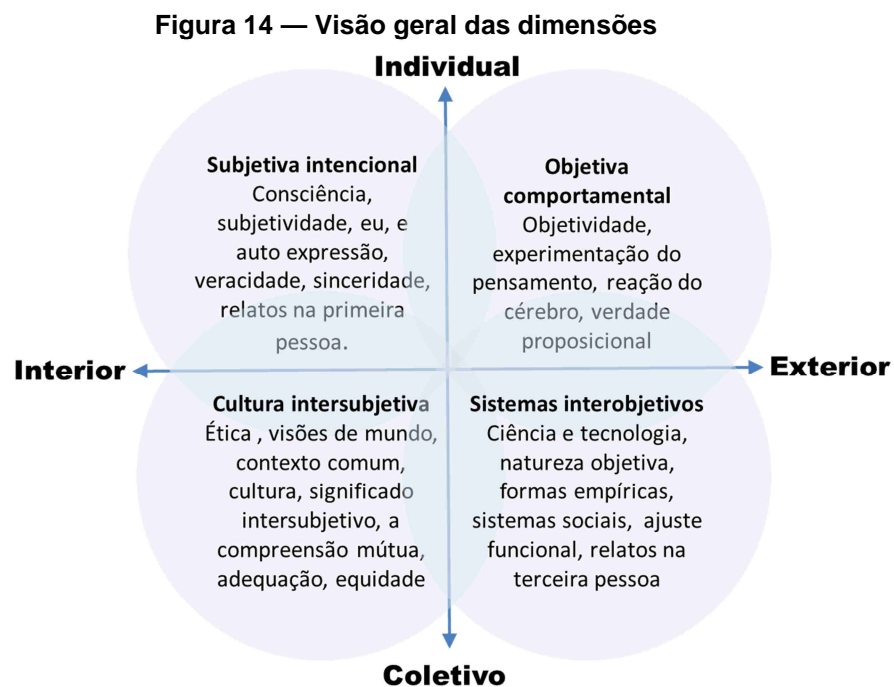 Figura 14 — Visão geral das dimensões
Individual
Subjetiva intencional
Consciência,
subjetividade, eu, e
auto expressão,
veracidade, sinceridade,
relatos na primeira
pessoa.
Objetiva
comportamental
Objetividade,
experimentação do
pensamento, reação do
cérebro, verdade
proposicional
Interior
Exterior
Cultura intersubjetiva
Ética , visões de mundo,
contexto comum,
cultura, significado
intersubjetivo, a
compreensão mútua,
adequação, equidade
Sistemas interobjetivos
Ciência e tecnologia,
natureza objetiva,
formas empíricas,
sistemas sociais, ajuste
funcional, relatos na
terceira pessoa
Coletivo